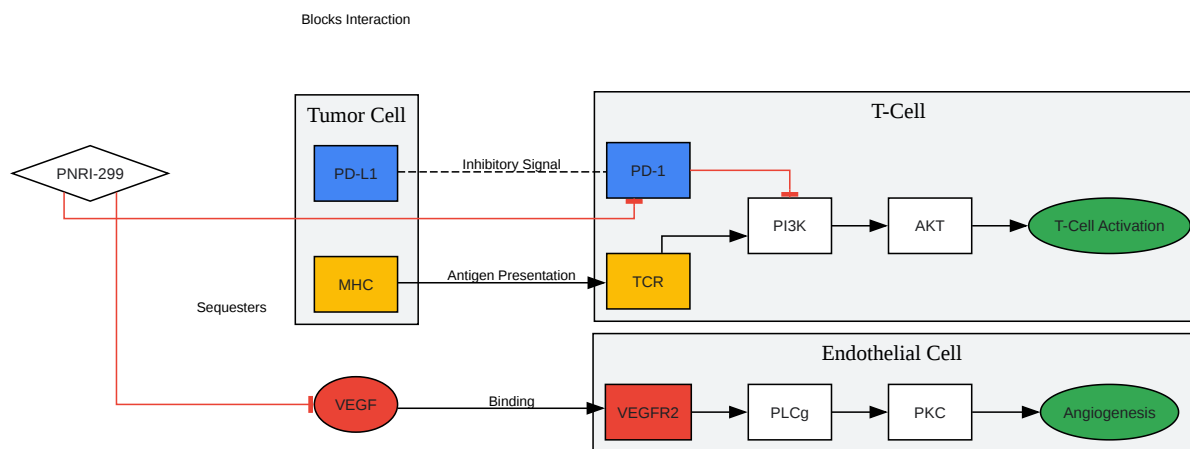 Blocks Interaction
Tumor Cell
T-Cell
PNRI-299
PD-L1
Inhibitory Signal
PD-1
PI3K
AKT
T-Cell Activation
MHC
Antigen Presentation
TCR
Sequesters
Endothelial Cell
VEGF
Binding
VEGFR2
PLCg
PKC
Angiogenesis